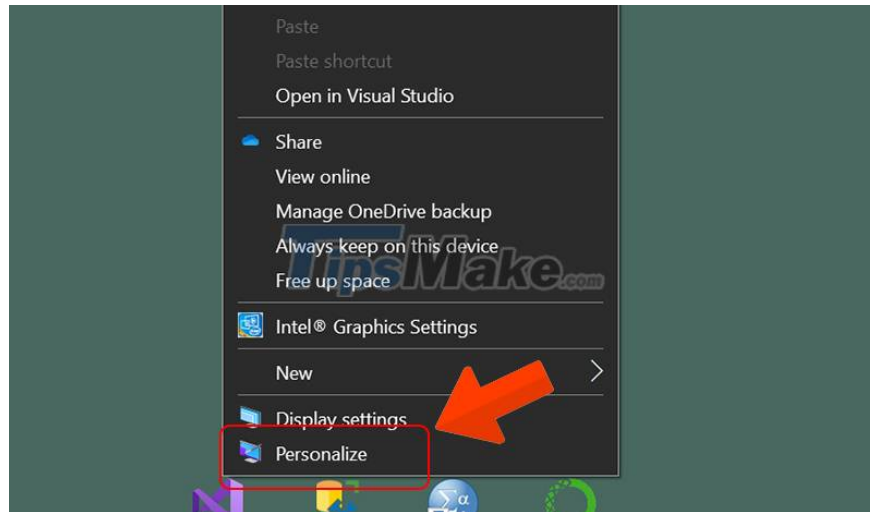 Paste
Paste shortcut
Open in Visual Studio
Share
View online
Manage OneDrive backup
Always keep on this device
TipsMake.com
Free up space
Intel® Graphics Settings
New
Display settings
Personalize
Σα